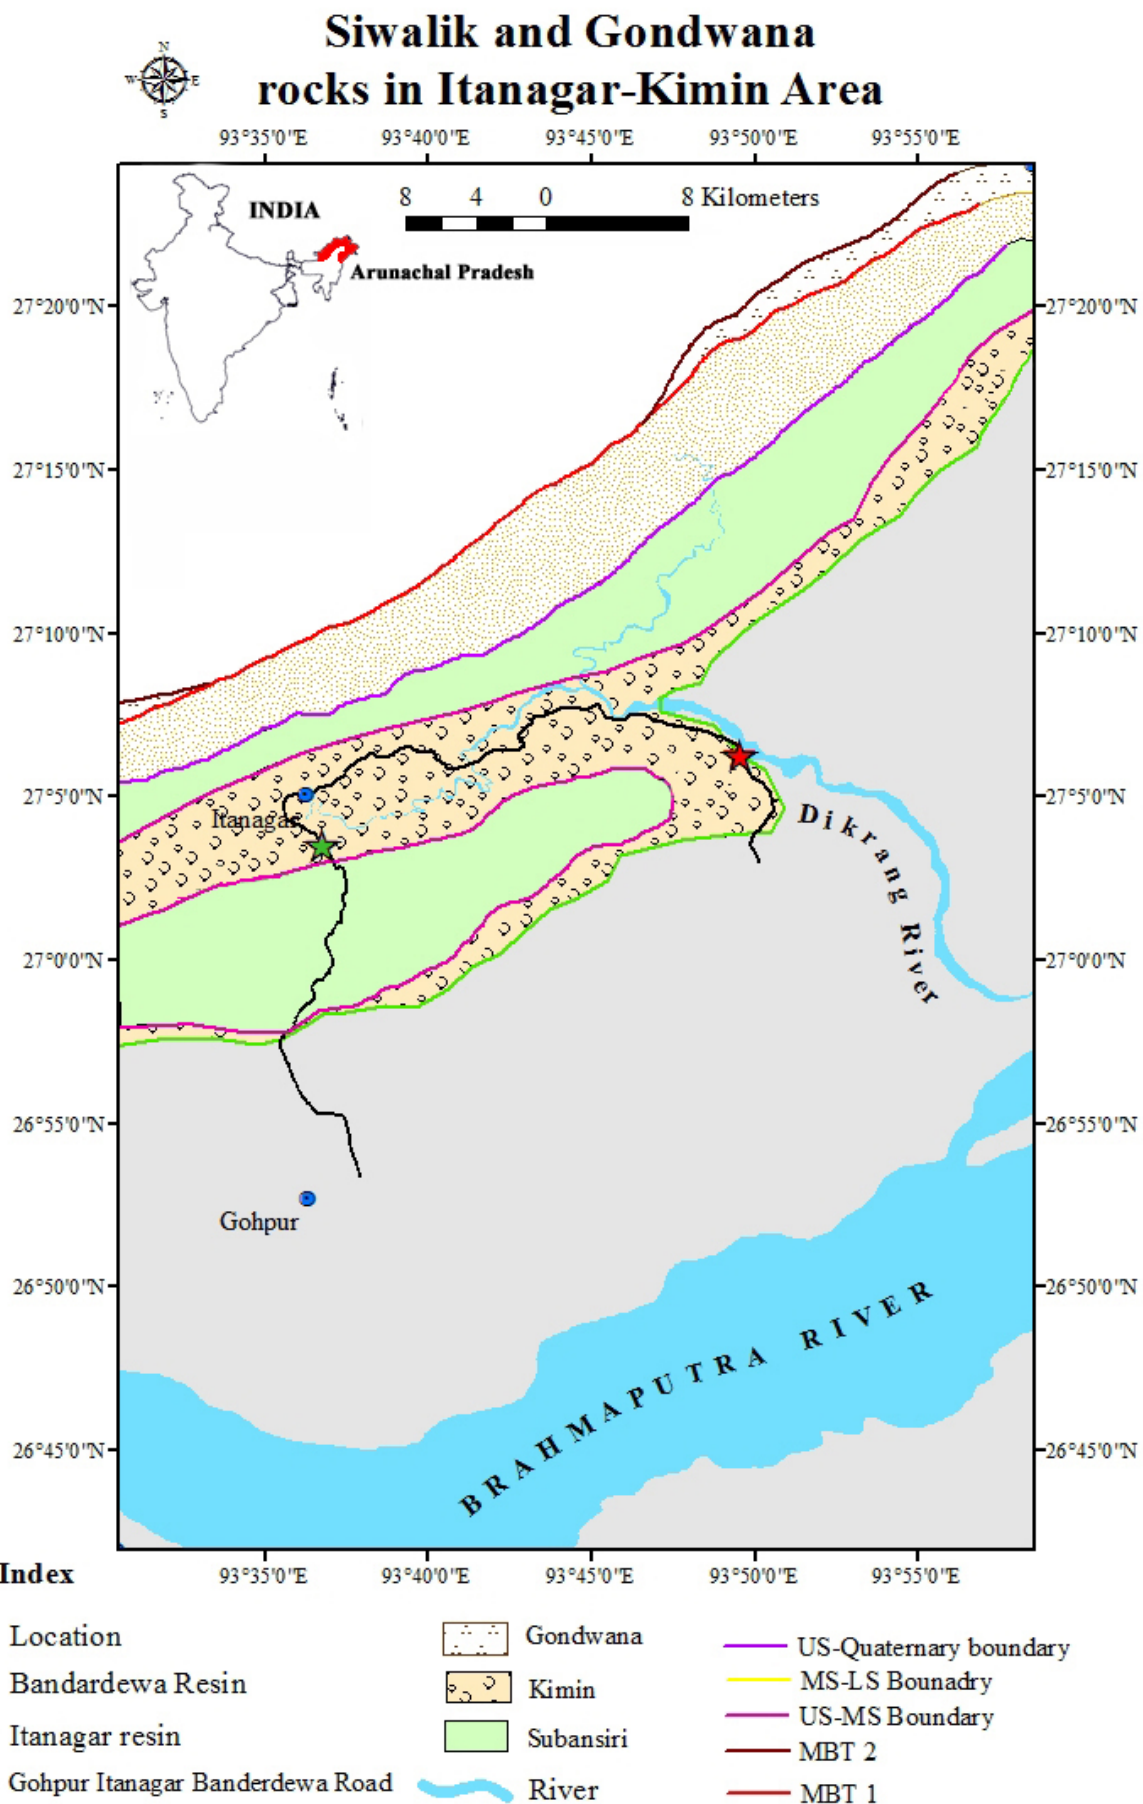 Siwalik and Gondwana
rocks in Itanagar-Kimin Area
N
W E
S
93°35'0"E 93°40'0"E 93°45'0"E 93°50'0"E 93°55'0"E
8 4 0 8 Kilometers
INDIA
Arunachal Pradesh
27°20'0"N 27°20'0"N
27°15'0"N 27°15'0"N
27°10'0"N 27°10'0"N
27°5'0"N 27°5'0"N
Itanagar
Dikrang River
27°0'0"N 27°0'0"N
26°55'0"N 26°55'0"N
Gohpur
26°50'0"N 26°50'0"N
BRAHMAPUTRA RIVER
26°45'0"N 26°45'0"N
93°35'0"E 93°40'0"E 93°45'0"E 93°50'0"E 93°55'0"E
Index
Location
Bandardewa Resin
Itanagar resin
Gohpur Itanagar Banderdewa Road
Gondwana
Kimin
Subansiri
River
US-Quaternary boundary
MS-LS Bounadry
US-MS Boundary
MBT 2
MBT 1